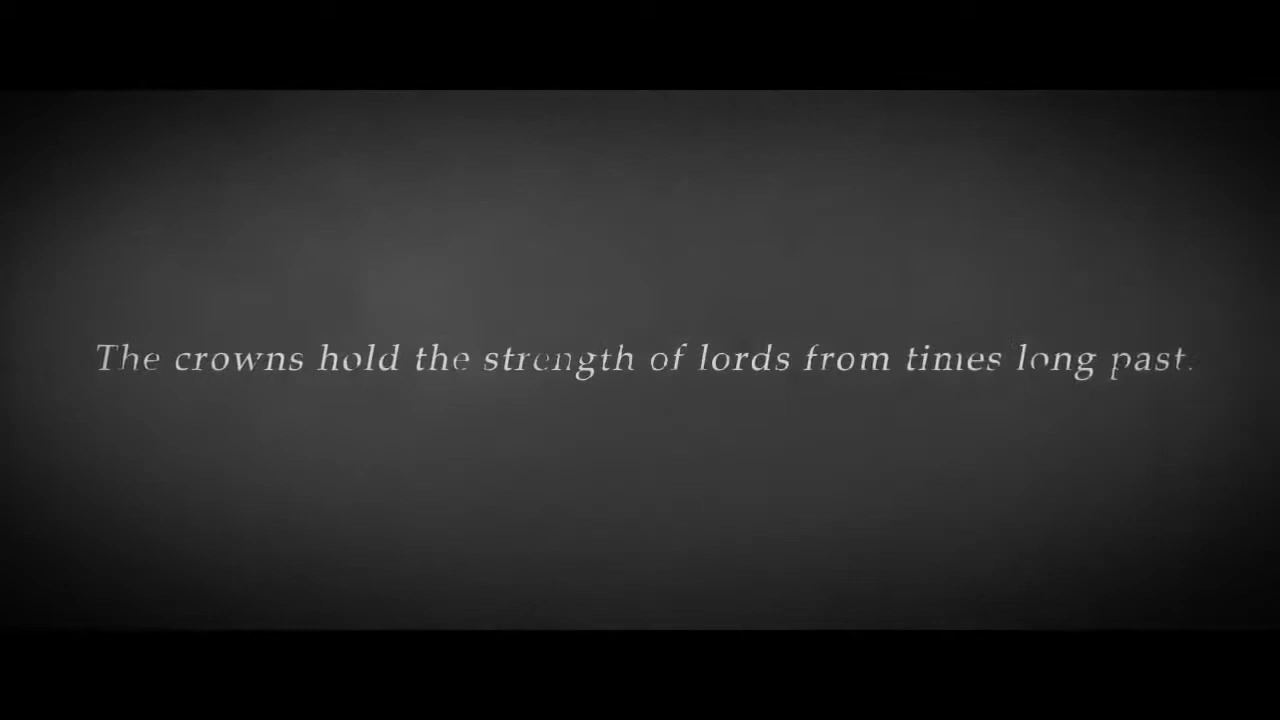 The crowns hold the strength of lords from times long past.